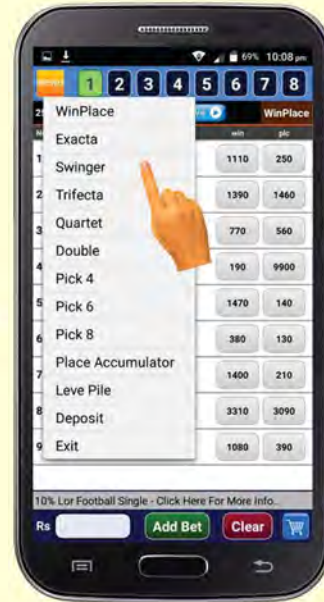 69% 10:08 pm
1 2 3 4 5 6 7 8
WinPlace
WinPlace
Exacta
Swinger
Trifecta
Quartet
Double
Pick 4
Pick 6
Pick 8
Place Accumulator
Leve Pile
Deposit
Exit
win plc
1 1110 250
2 1390 1460
3 770 560
4 190 9900
5 1470 140
6 380 130
7 1400 210
8 3310 3090
9 1080 390
10% Lor Football Single - Click Here For More Info..
Rs Add Bet Clear